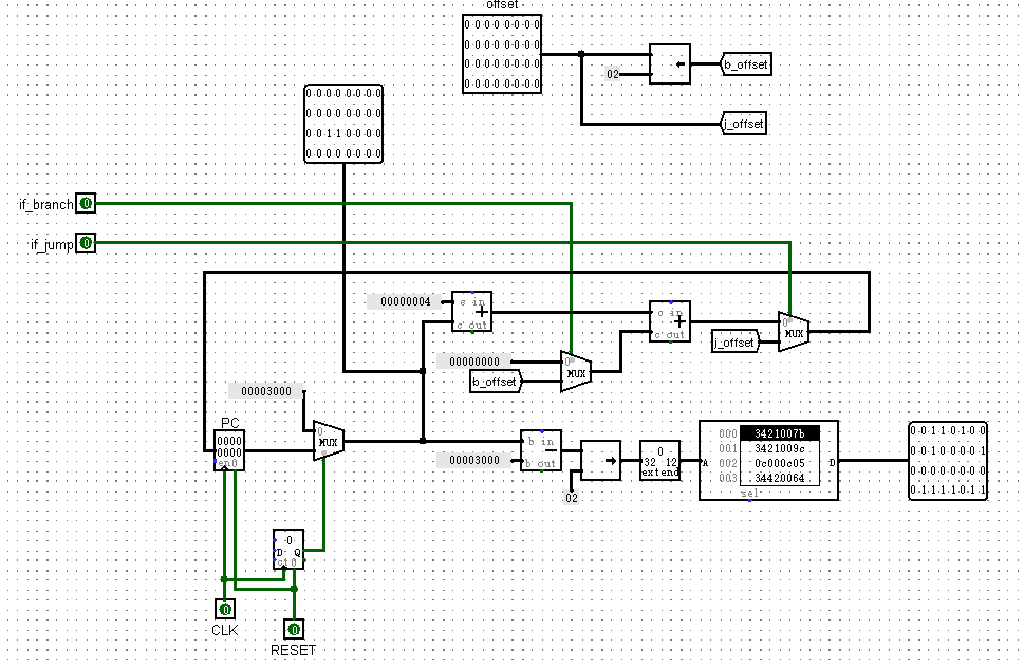 offset
0 0 0 0 0 0 0 0
0 0 0 0 0 0 0 0
0 0 0 0 0 0 0 0
0 0 0 0 0 0 0 0
02
b_offset
j_offset
0 0 0 0 0 0 0 0
0 0 0 0 0 0 0 0
0 0 1 1 0 0 0 0
0 0 0 0 0 0 0 0
if_branch 0
if_jump 0
00000004
c in
+
c out
c in
+
c out
0
MUX
j_offset
00000000
0
MUX
b_offset
00003000
PC
0000
0000
en 0
0
MUX
b in
b out
00003000
02
0
32 12
extend
A
000 3421007b
001 3421009c
002 0c000c05
003 34420064
D
sel
0 0 1 1 0 1 0 0
0 0 1 0 0 0 0 1
0 0 0 0 0 0 0 0
0 1 1 1 1 0 1 1
0
D Q
0
0
CLK
0
RESET